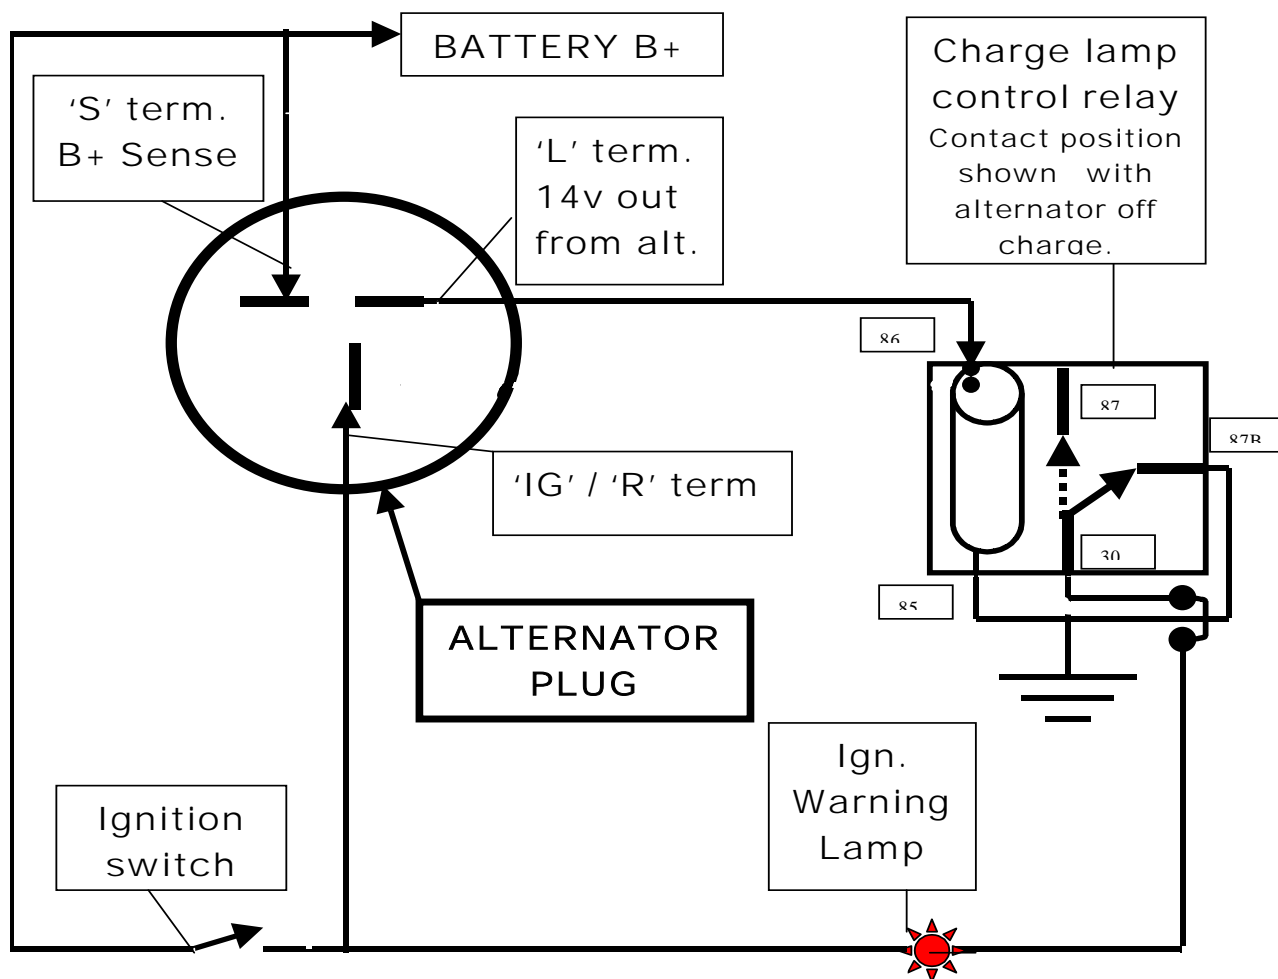 BATTERY B+
Charge lamp
control relay
Contact position
shown with
alternator off
charge.
'S' term.
B+ Sense
'L' term.
14v out
from alt.
86
87
87B
'IG' / 'R' term
30
85
ALTERNATOR
PLUG
Ign.
Warning
Lamp
Ignition
switch